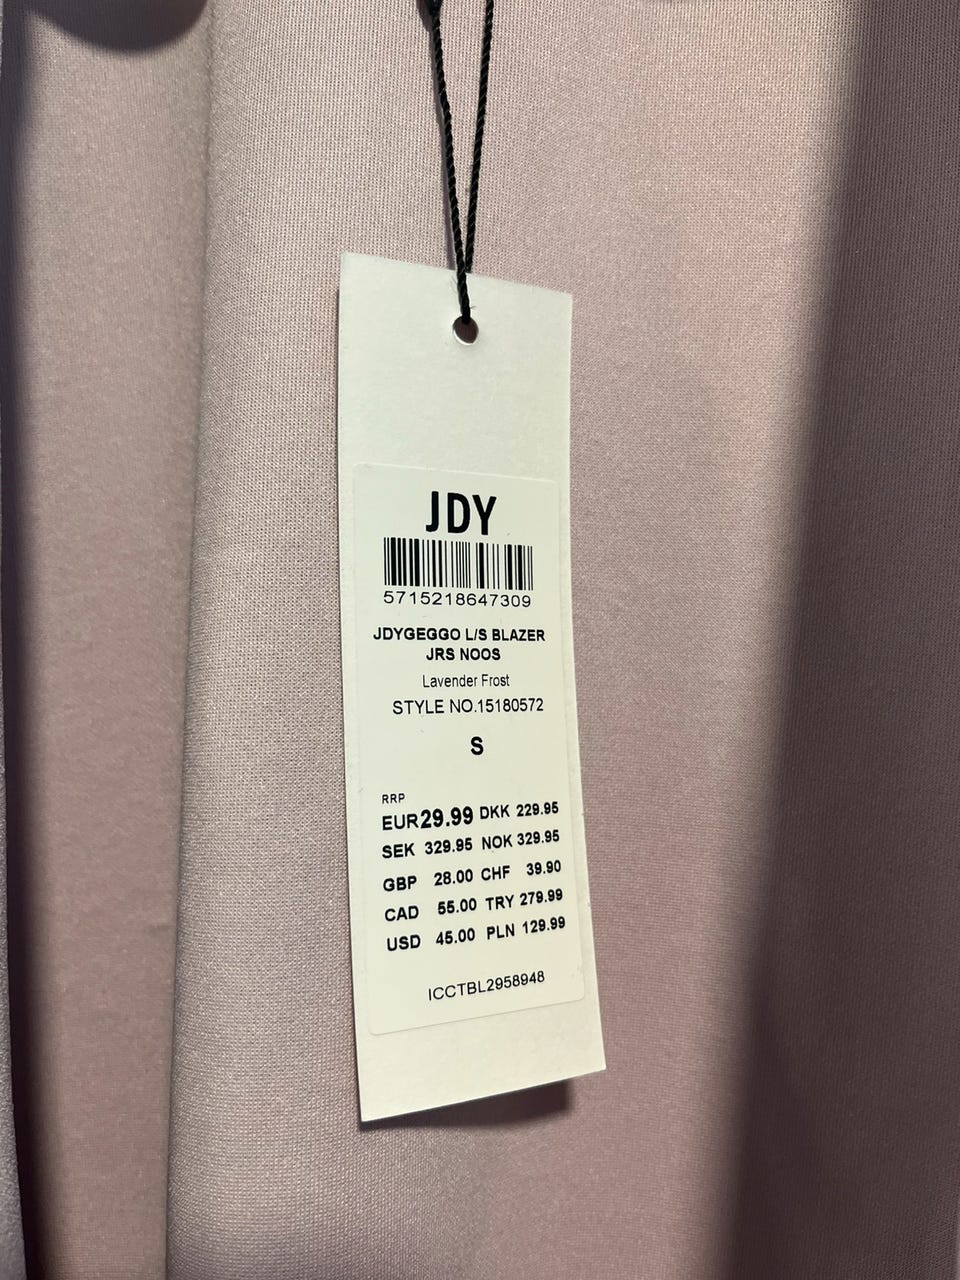 JDY
5715218647309
JDYGEGGO L/S BLAZER
JRS NOOS
Lavender Frost
STYLE NO.15180572
S
RRP
EUR29.99 DKK 229.95
SEK 329.95 NOK 329.95
GBP 28.00 CHF 39.90
CAD 55.00 TRY 279.99
USD 45.00 PLN 129.99
ICCTBL2958948